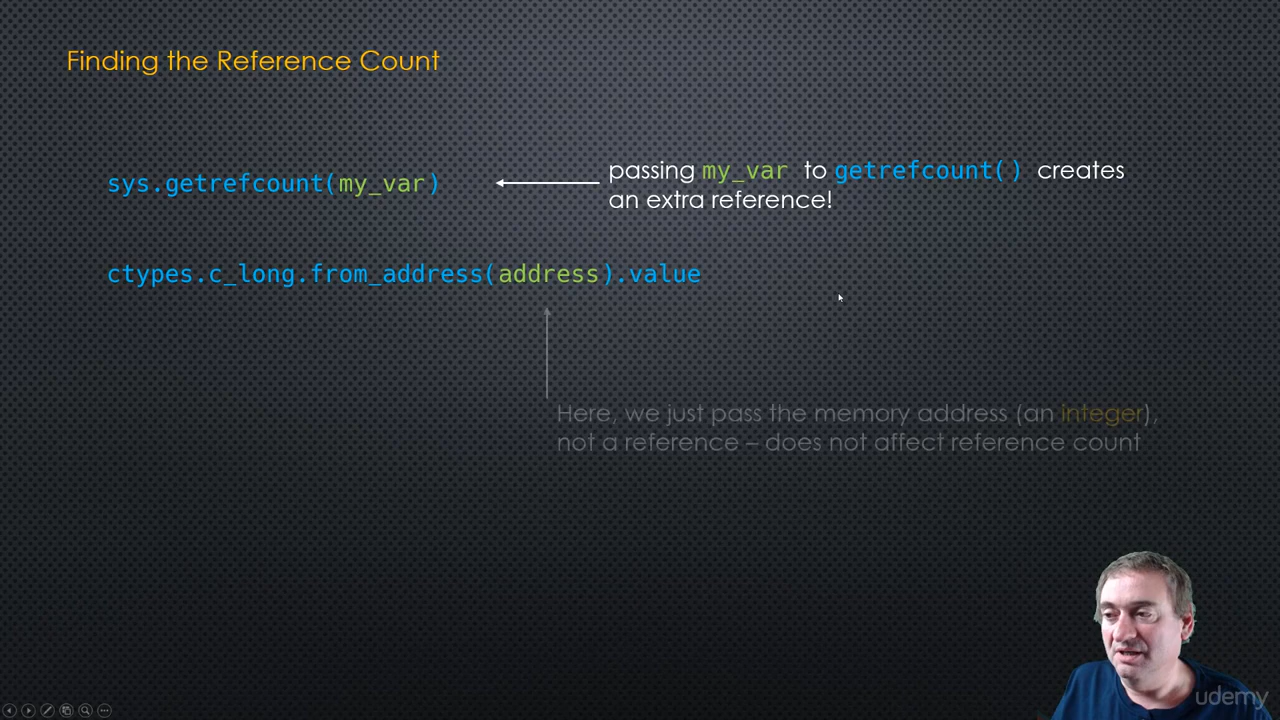 Finding the Reference Count
sys.getrefcount(my_var)
passing my_var to getrefcount() creates
an extra reference!
ctypes.c_long.from_address(address).value
Here, we just pass the memory address (an integer),
not a reference – does not affect reference count
udemy